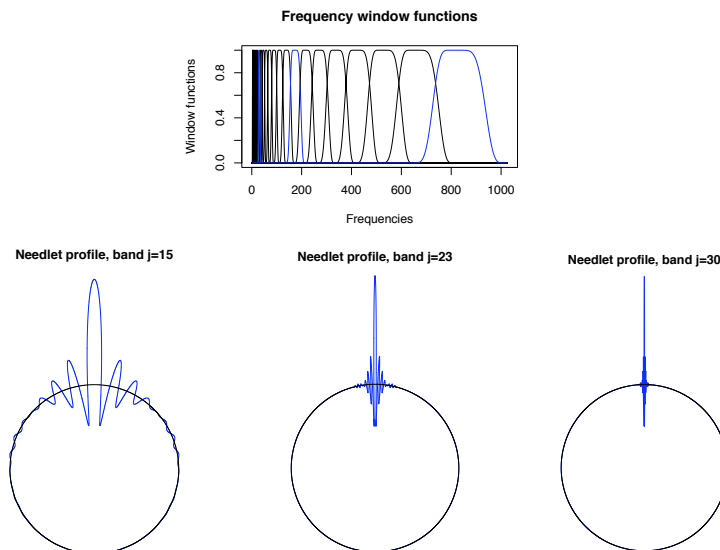 Frequency window functions
Window functions
0.0 0.4 0.8
0 200 400 600 800 1000
Frequencies
Needlet profile, band j=15
Needlet profile, band j=23
Needlet profile, band j=30